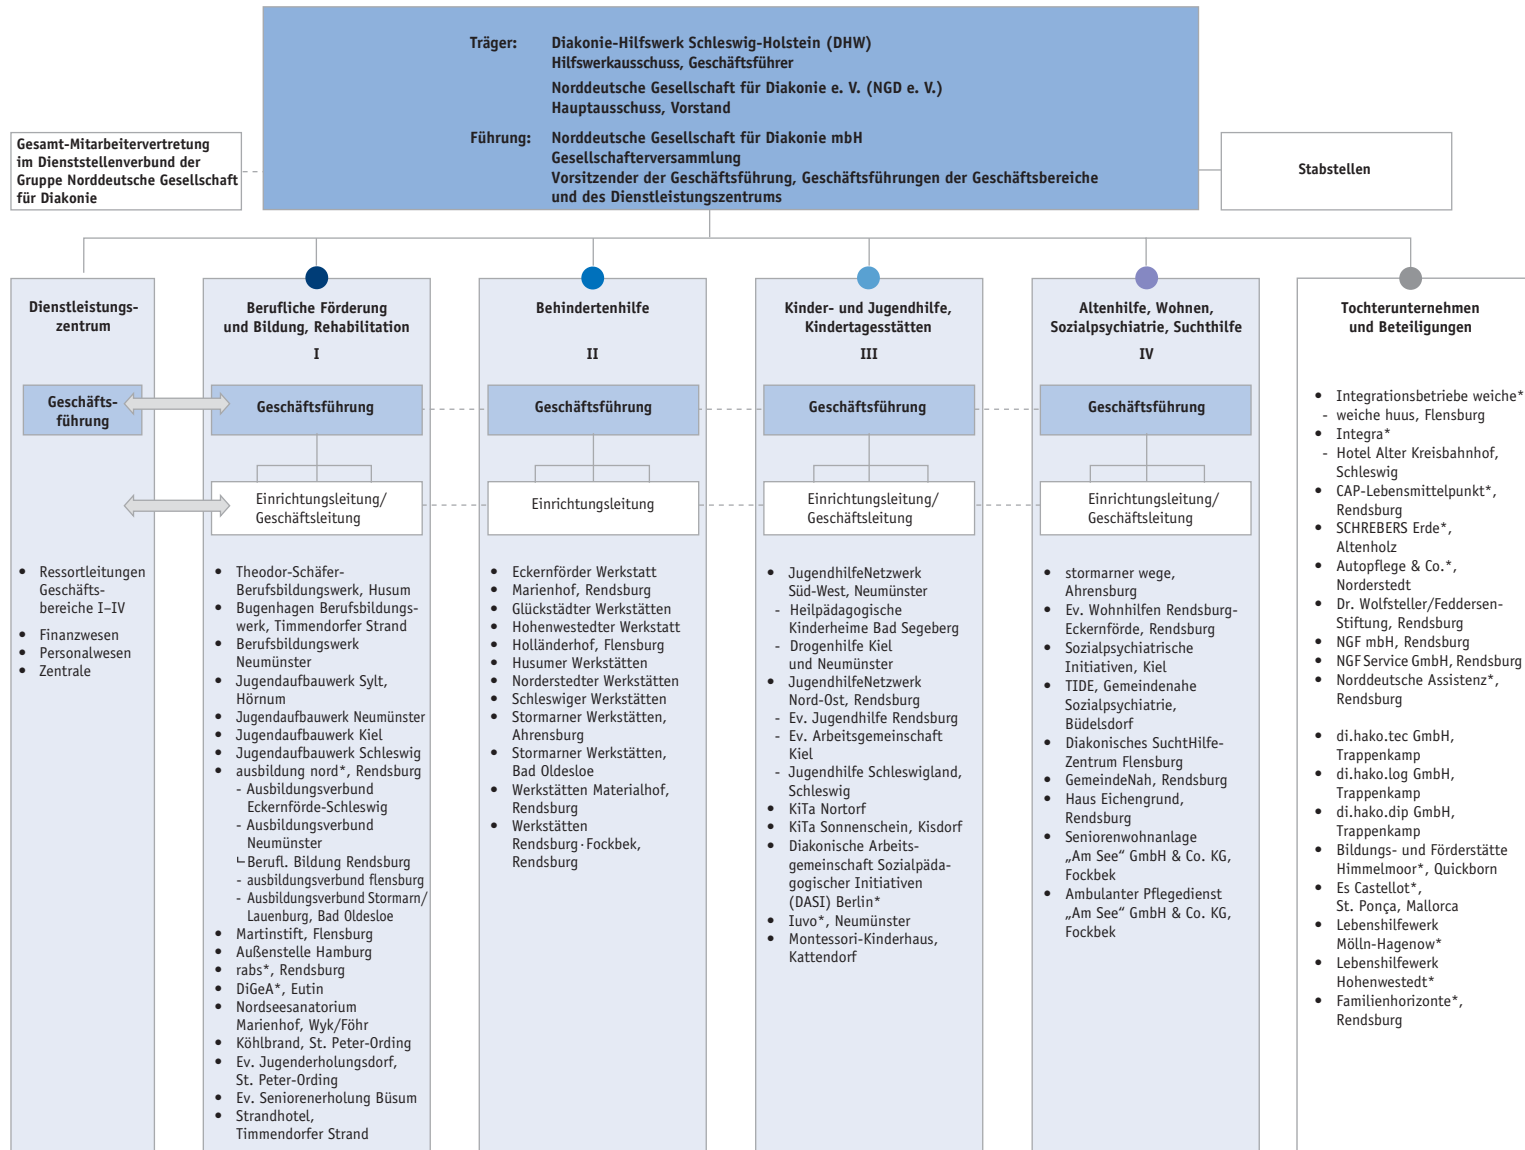 Träger: Diakonie-Hilfswerk Schleswig-Holstein (DHW)
Hilfswerkausschuss, Geschäftsführer
Norddeutsche Gesellschaft für Diakonie e. V. (NGD e. V.)
Hauptausschuss, Vorstand
Führung: Norddeutsche Gesellschaft für Diakonie mbH
Gesellschafterversammlung
Vorsitzender der Geschäftsführung, Geschäftsführungen der Geschäftsbereiche
und des Dienstleistungszentrums
Gesamt-Mitarbeitervertretung
im Dienststellenverbund der
Gruppe Norddeutsche Gesellschaft
für Diakonie
Stabstellen
Dienstleistungs-
zentrum
Geschäfts-
führung
• Ressortleitungen
Geschäfts-
bereiche I–IV
• Finanzwesen
• Personalwesen
• Zentrale
Berufliche Förderung
und Bildung, Rehabilitation
I
Geschäftsführung
Einrichtungsleitung/
Geschäftsleitung
• Theodor-Schäfer-
Berufsbildungswerk, Husum
• Bugenhagen Berufsbildungs-
werk, Timmendorfer Strand
• Berufsbildungswerk
Neumünster
• Jugendaufbauwerk Sylt,
Hörnum
• Jugendaufbauwerk Neumünster
• Jugendaufbauwerk Kiel
• Jugendaufbauwerk Schleswig
• ausbildung nord*, Rendsburg
- Ausbildungsverbund
Eckernförde-Schleswig
- Ausbildungsverbund
Neumünster
∟Berufl. Bildung Rendsburg
- ausbildungsverbund flensburg
- Ausbildungsverbund Stormarn/
Lauenburg, Bad Oldesloe
• Martinstift, Flensburg
• Außenstelle Hamburg
• rabs*, Rendsburg
• DiGeA*, Eutin
• Nordseesanatorium
Marienhof, Wyk/Föhr
• Köhlbrand, St. Peter-Ording
• Ev. Jugenderholungsdorf,
St. Peter-Ording
• Ev. Seniorenerholung Büsum
• Strandhotel,
Timmendorfer Strand
Behindertenhilfe
II
Geschäftsführung
Einrichtungsleitung
• Eckernförder Werkstatt
• Marienhof, Rendsburg
• Glückstädter Werkstätten
• Hohenwestedter Werkstatt
• Holländerhof, Flensburg
• Husumer Werkstätten
• Norderstedter Werkstätten
• Schleswiger Werkstätten
• Stormarner Werkstätten,
Ahrensburg
• Stormarner Werkstätten,
Bad Oldesloe
• Werkstätten Materialhof,
Rendsburg
• Werkstätten
Rendsburg·Fockbek,
Rendsburg
Kinder- und Jugendhilfe,
Kindertagesstätten
III
Geschäftsführung
Einrichtungsleitung/
Geschäftsleitung
• JugendhilfeNetzwerk
Süd-West, Neumünster
- Heilpädagogische
Kinderheime Bad Segeberg
- Drogenhilfe Kiel
und Neumünster
• JugendhilfeNetzwerk
Nord-Ost, Rendsburg
- Ev. Jugendhilfe Rendsburg
- Ev. Arbeitsgemeinschaft
Kiel
- Jugendhilfe Schleswigland,
Schleswig
• KiTa Nortorf
• KiTa Sonnenschein, Kisdorf
• Diakonische Arbeits-
gemeinschaft Sozialpäda-
gogischer Initiativen
(DASI) Berlin*
• Iuvo*, Neumünster
• Montessori-Kinderhaus,
Kattendorf
Altenhilfe, Wohnen,
Sozialpsychiatrie, Suchthilfe
IV
Geschäftsführung
Einrichtungsleitung/
Geschäftsleitung
• stormarner wege,
Ahrensburg
• Ev. Wohnhilfen Rendsburg-
Eckernförde, Rendsburg
• Sozialpsychiatrische
Initiativen, Kiel
• TIDE, Gemeindenahe
Sozialpsychiatrie,
Büdelsdorf
• Diakonisches SuchtHilfe-
Zentrum Flensburg
• GemeindeNah, Rendsburg
• Haus Eichengrund,
Rendsburg
• Seniorenwohnanlage
„Am See“ GmbH & Co. KG,
Fockbek
• Ambulanter Pflegedienst
„Am See“ GmbH & Co. KG,
Fockbek
Tochterunternehmen
und Beteiligungen
• Integrationsbetriebe weiche*
- weiche huus, Flensburg
• Integra*
- Hotel Alter Kreisbahnhof,
Schleswig
• CAP-Lebensmittelpunkt*,
Rendsburg
• SCHREBERS Erde*,
Altenholz
• Autopflege & Co.*,
Norderstedt
• Dr. Wolfsteller/Feddersen-
Stiftung, Rendsburg
• NGF mbH, Rendsburg
• NGF Service GmbH, Rendsburg
• Norddeutsche Assistenz*,
Rendsburg
• di.hako.tec GmbH,
Trappenkamp
• di.hako.log GmbH,
Trappenkamp
• di.hako.dip GmbH,
Trappenkamp
• Bildungs- und Förderstätte
Himmelmoor*, Quickborn
• Es Castellot*,
St. Ponça, Mallorca
• Lebenshilfewerk
Mölln-Hagenow*
• Lebenshilfewerk
Hohenwestedt*
• Familienhorizonte*,
Rendsburg